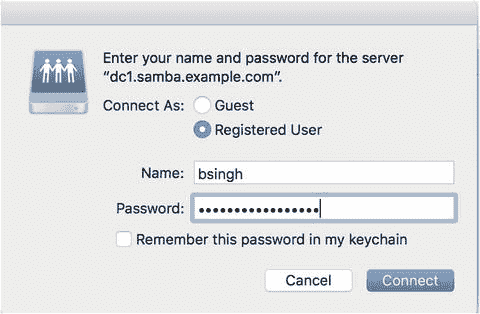 Enter your name and password for the server
“dc1.samba.example.com”.
Connect As: Guest
Registered User
Name: bsingh
Password: •••••••••••••••••
Remember this password in my keychain
Cancel Connect